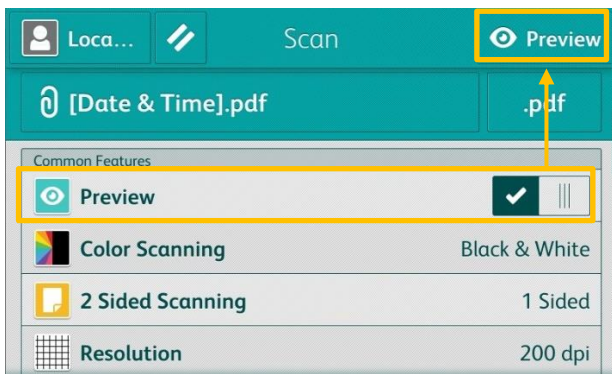 Loca... Scan Preview
[Date & Time].pdf .pdf
Common Features
Preview
Color Scanning Black & White
2 Sided Scanning 1 Sided
Resolution 200 dpi